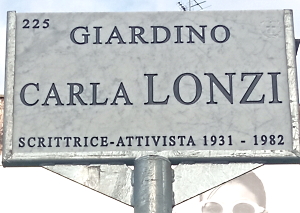 225
GIARDINO
CARLA LONZI
SCRITTRICE-ATTIVISTA 1931 - 1982